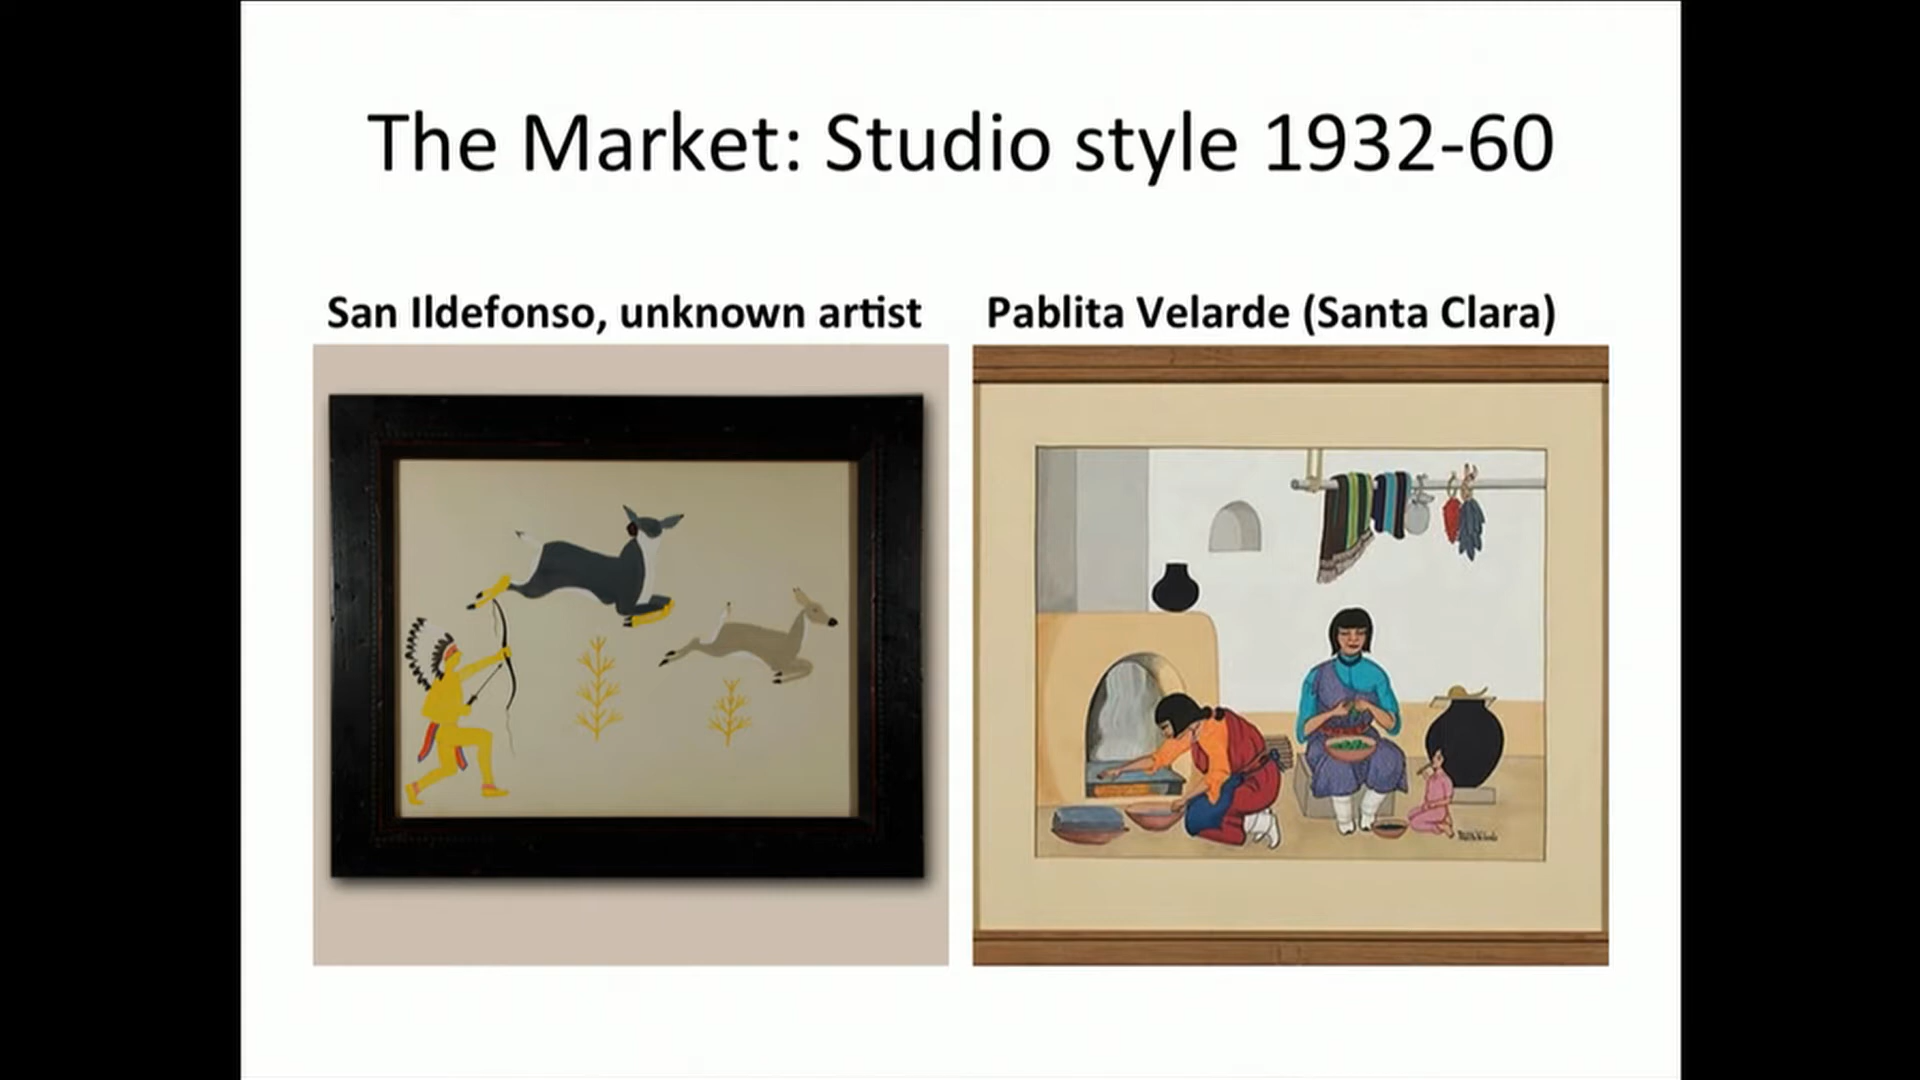 The Market: Studio style 1932-60
San Ildefonso, unknown artist
Pablita Velarde (Santa Clara)